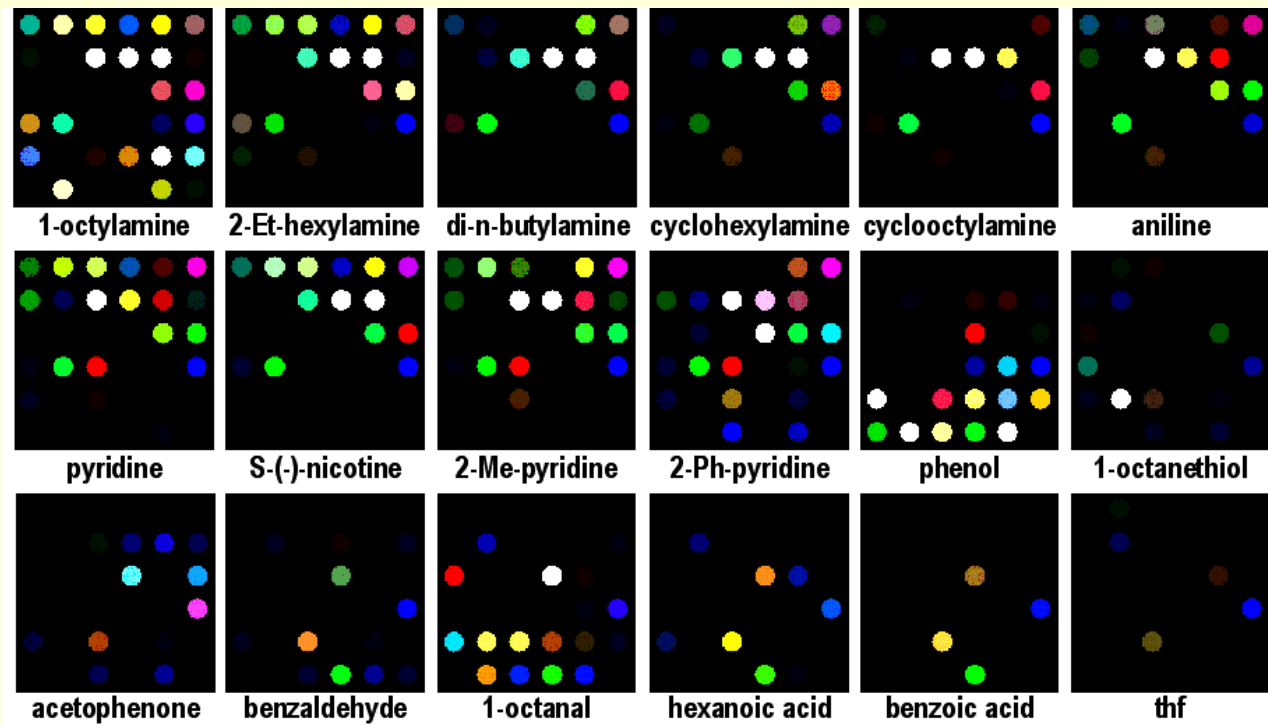 1-octylamine 2-Et-hexylamine di-n-butylamine cyclohexylamine cyclooctylamine aniline
pyridine S-(-)-nicotine 2-Me-pyridine 2-Ph-pyridine phenol 1-octanethiol
acetophenone benzaldehyde 1-octanal hexanoic acid benzoic acid thf